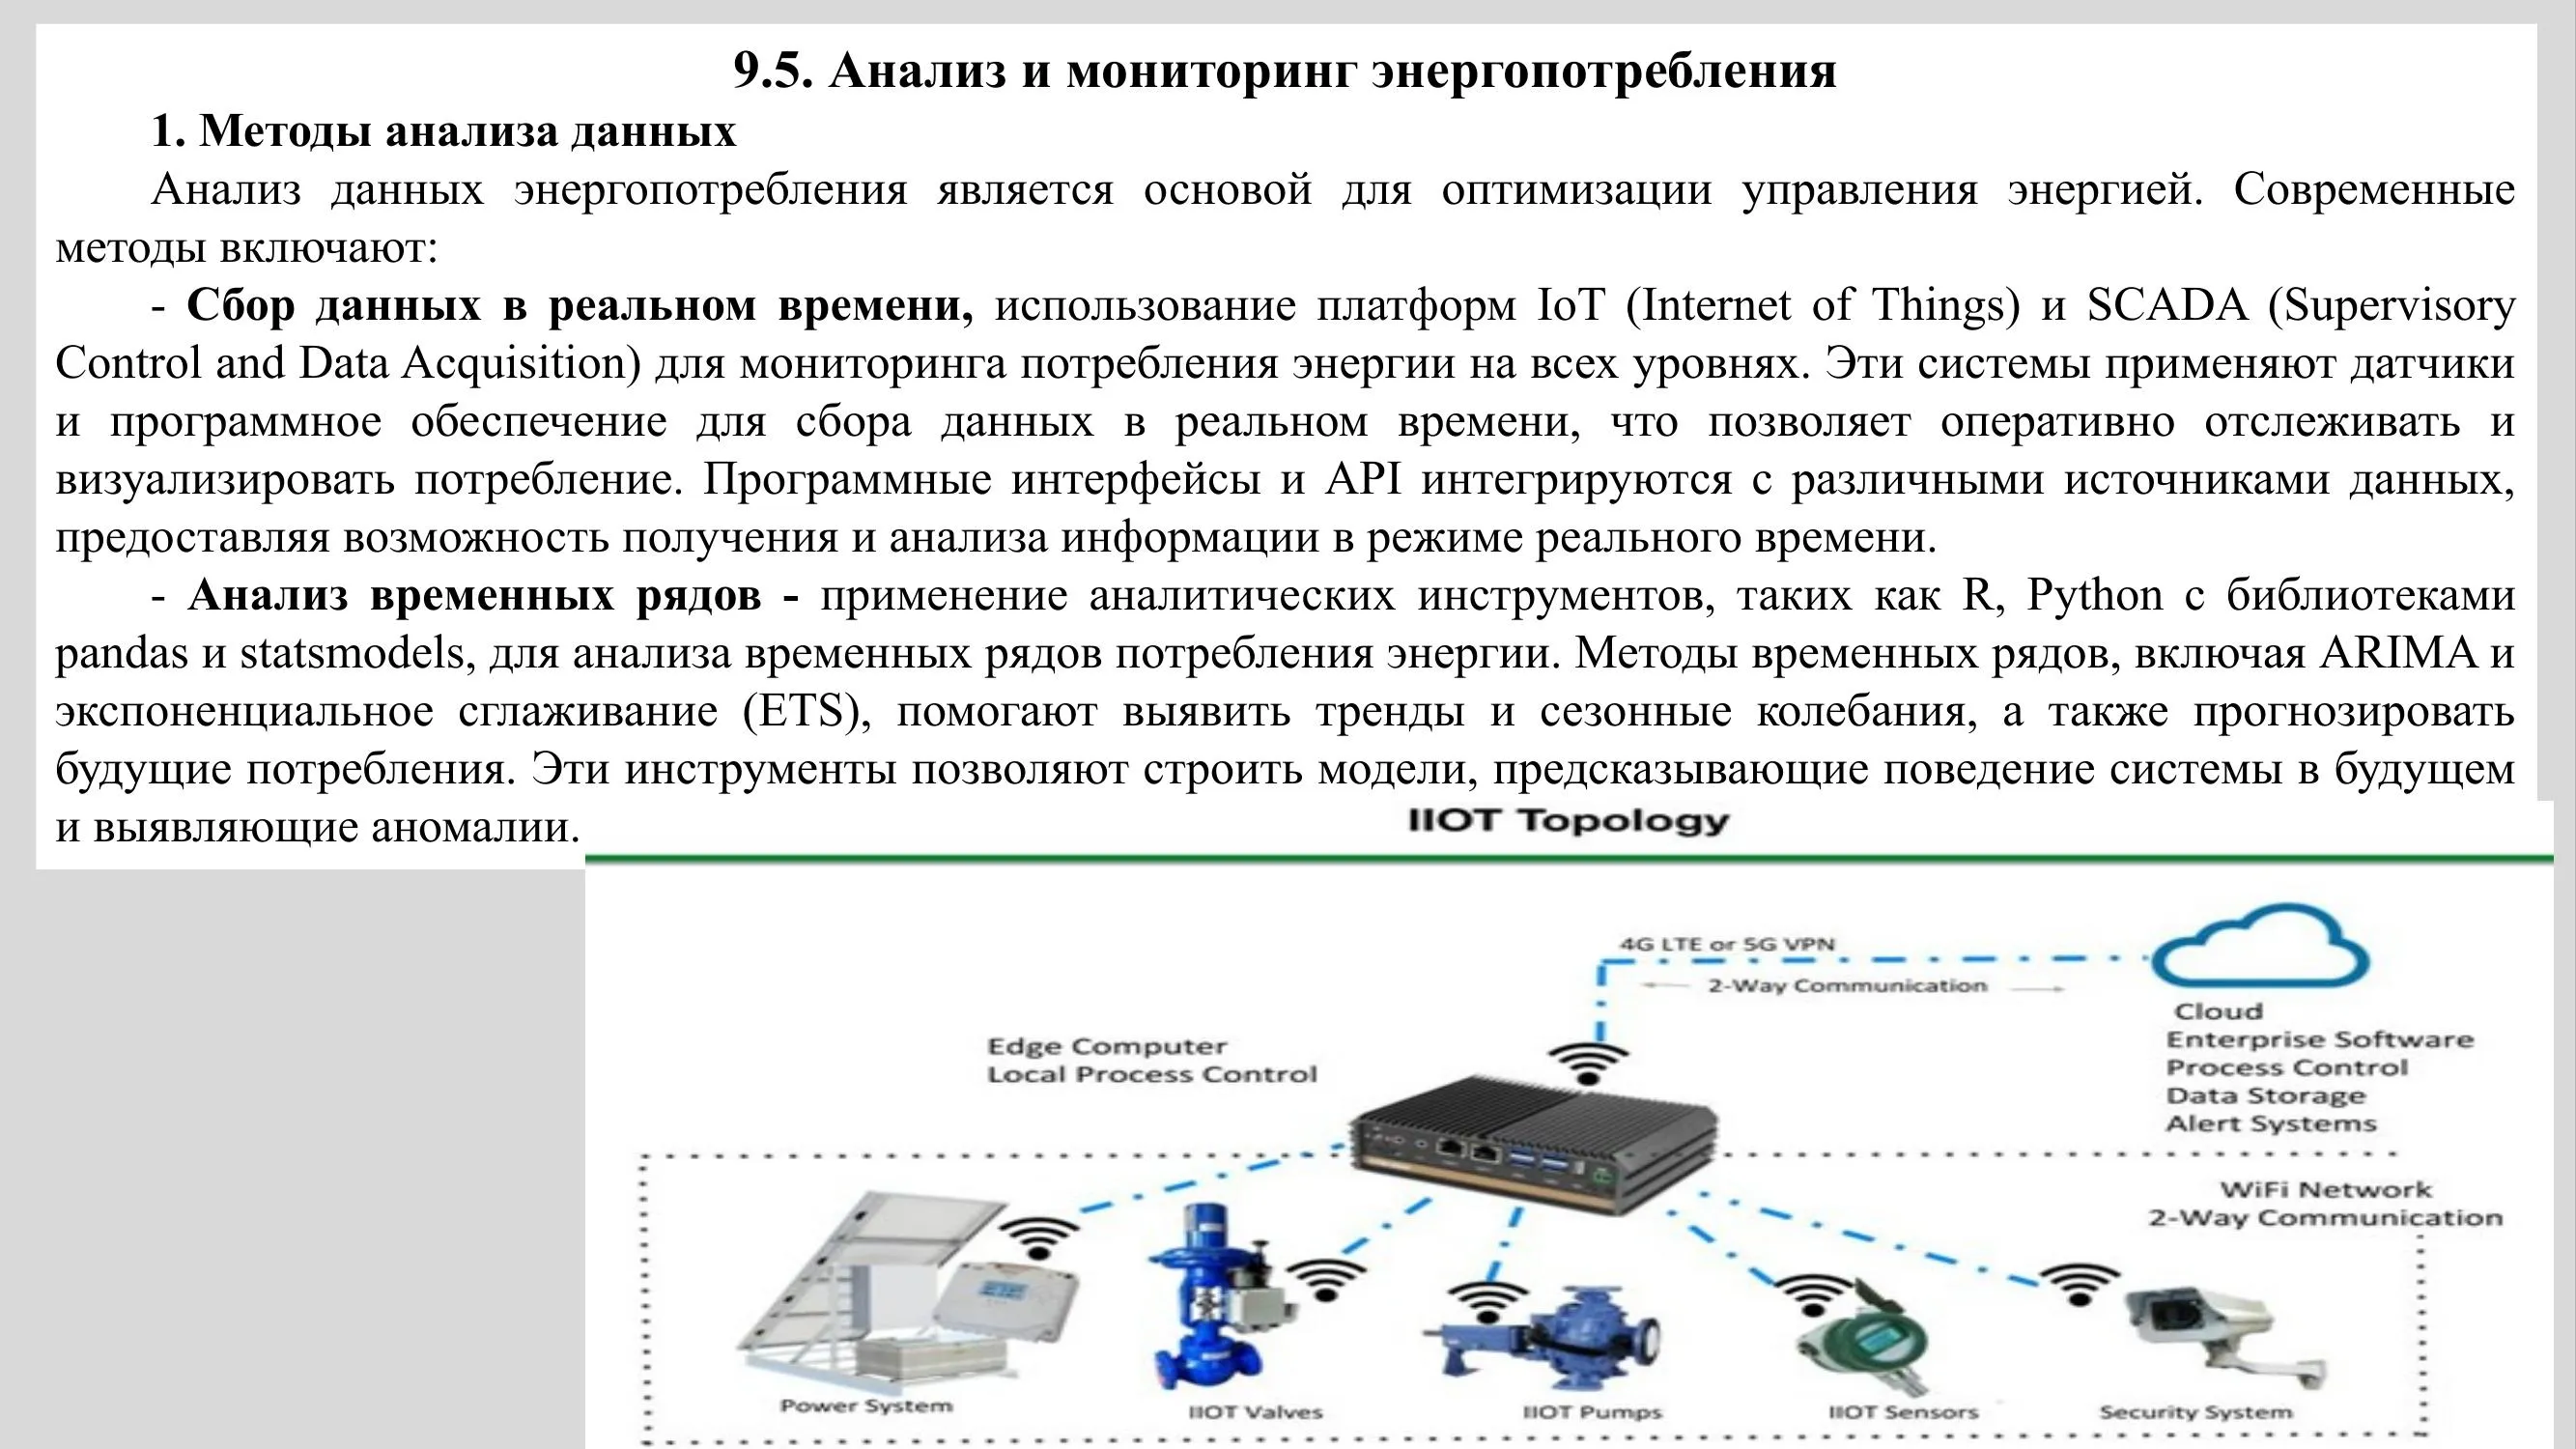 9.5. Анализ и мониторинг энергопотребления
1. Методы анализа данных
Анализ данных энергопотребления является основой для оптимизации управления энергией. Современные
методы включают:
- Сбор данных в реальном времени, использование платформ IoT (Internet of Things) и SCADA (Supervisory
Control and Data Acquisition) для мониторинга потребления энергии на всех уровнях. Эти системы применяют датчики
и программное обеспечение для сбора данных в реальном времени, что позволяет оперативно отслеживать и
визуализировать потребление. Программные интерфейсы и API интегрируются с различными источниками данных,
предоставляя возможность получения и анализа информации в режиме реального времени.
- Анализ временных рядов - применение аналитических инструментов, таких как R, Python с библиотеками
pandas и statsmodels, для анализа временных рядов потребления энергии. Методы временных рядов, включая ARIMA и
экспоненциальное сглаживание (ETS), помогают выявить тренды и сезонные колебания, а также прогнозировать
будущие потребления. Эти инструменты позволяют строить модели, предсказывающие поведение системы в будущем
и выявляющие аномалии.
IIOT Topology
4G LTE or 5G VPN
2-Way Communication
Cloud
Enterprise Software
Process Control
Data Storage
Alert Systems
Edge Computer
Local Process Control
WiFi Network
2-Way Communication
Power System
IIOT Valves
IIOT Pumps
IIOT Sensors
Security System